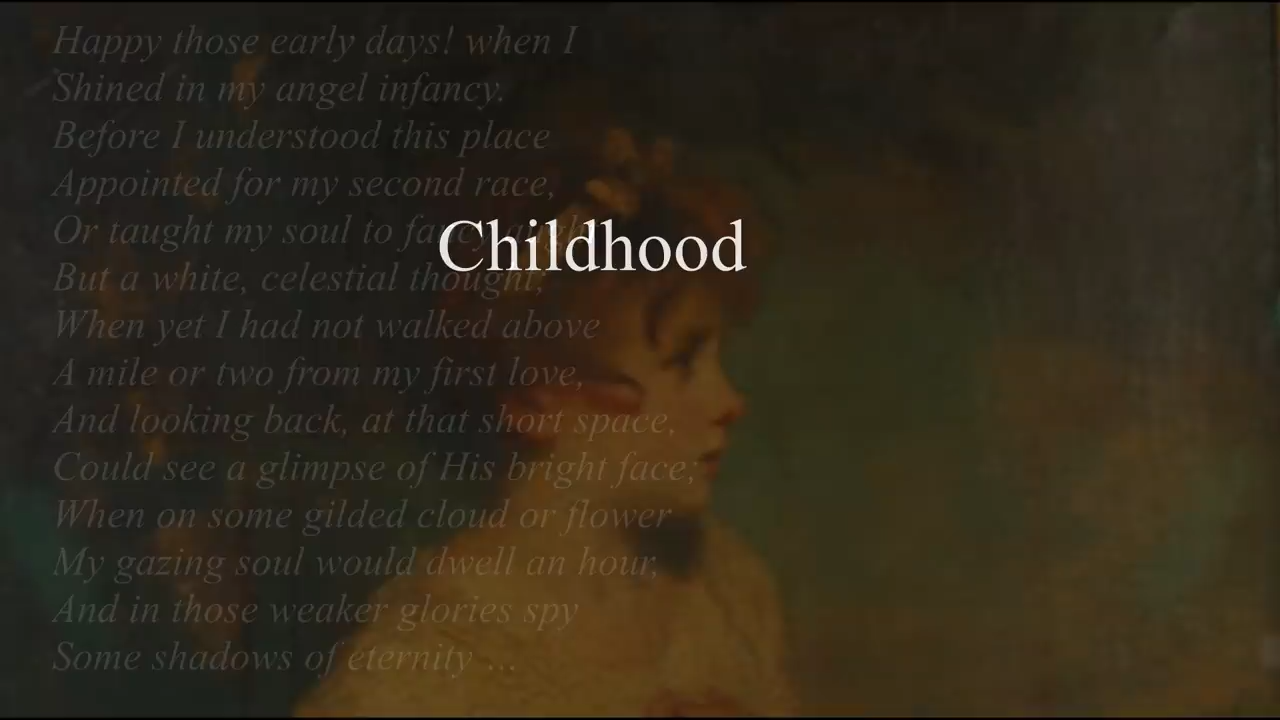 Happy those early days! when I
Shined in my angel infancy.
Before I understood this place
Appointed for my second race,
Or taught my soul to fancy aught
Childhood
But a white, celestial thought;
When yet I had not walked above
A mile or two from my first love,
And looking back, at that short space,
Could see a glimpse of His bright face;
When on some gilded cloud or flower
My gazing soul would dwell an hour,
And in those weaker glories spy
Some shadows of eternity ...